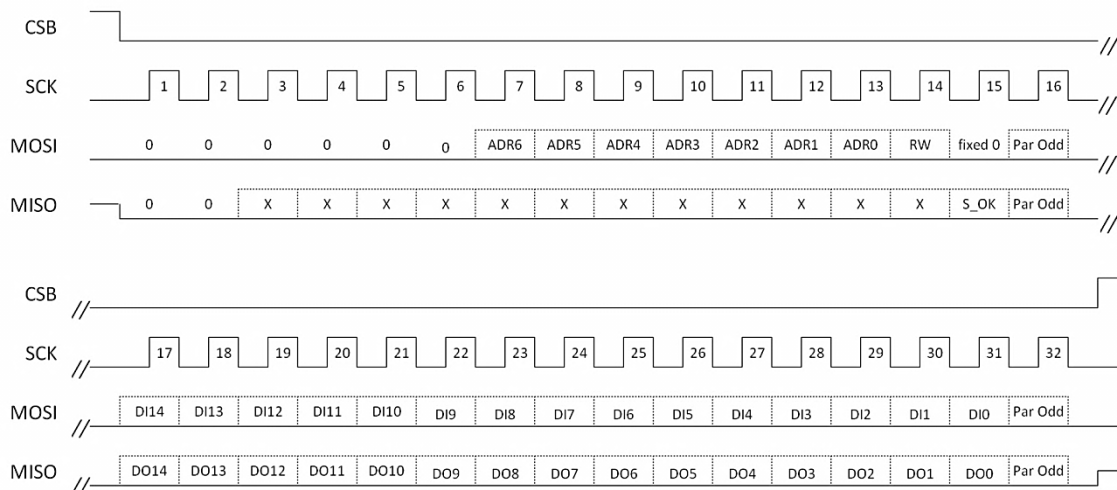 CSB
SCK 1 2 3 4 5 6 7 8 9 10 11 12 13 14 15 16
MOSI 0 0 0 0 0 0 ADR6 ADR5 ADR4 ADR3 ADR2 ADR1 ADR0 RW fixed 0 Par Odd
MISO 0 0 X X X X X X X X X X X X S_OK Par Odd
CSB
SCK 17 18 19 20 21 22 23 24 25 26 27 28 29 30 31 32
MOSI DI14 DI13 DI12 DI11 DI10 DI9 DI8 DI7 DI6 DI5 DI4 DI3 DI2 DI1 DI0 Par Odd
MISO DO14 DO13 DO12 DO11 DO10 DO9 DO8 DO7 DO6 DO5 DO4 DO3 DO2 DO1 DO0 Par Odd